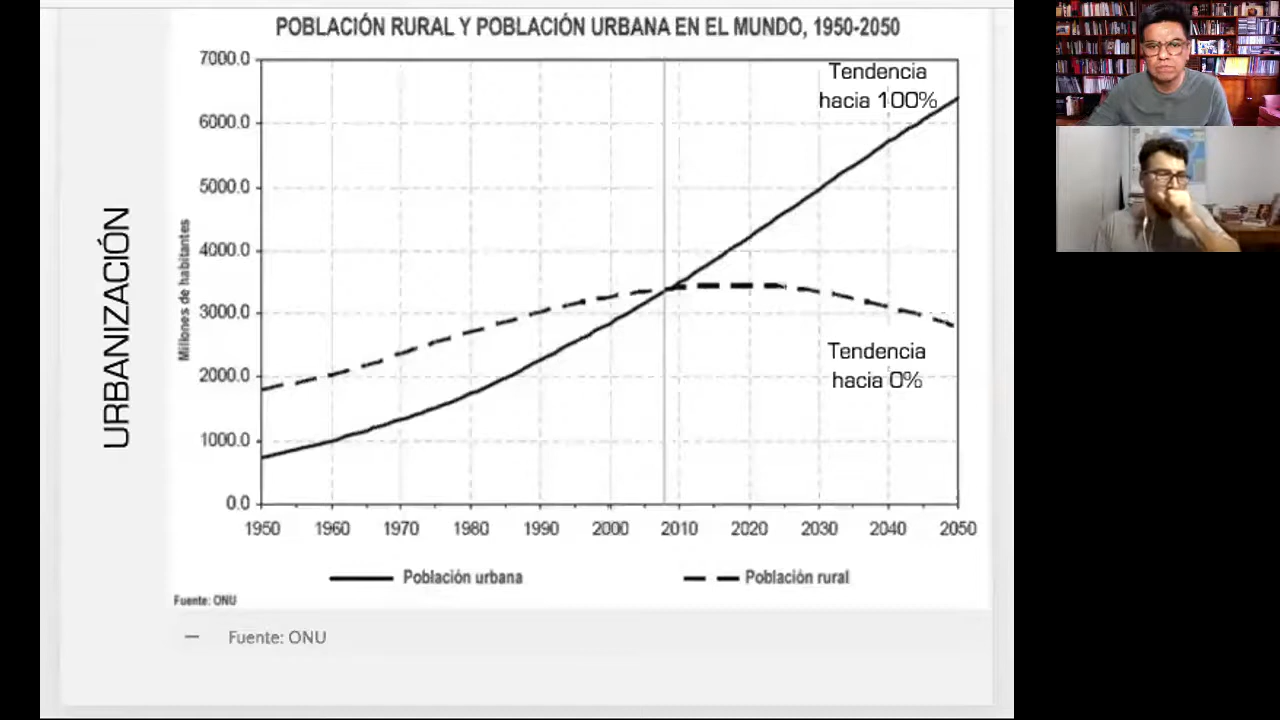 POBLACIÓN RURAL Y POBLACIÓN URBANA EN EL MUNDO, 1950-2050
URBANIZACIÓN
Millones de habitantes
7000.0
6000.0
5000.0
4000.0
3000.0
2000.0
1000.0
0.0
Tendencia
hacia 100%
Tendencia
hacia 0%
1950 1960 1970 1980 1990 2000 2010 2020 2030 2040 2050
Población urbana Población rural
Fuente: ONU
— Fuente: ONU